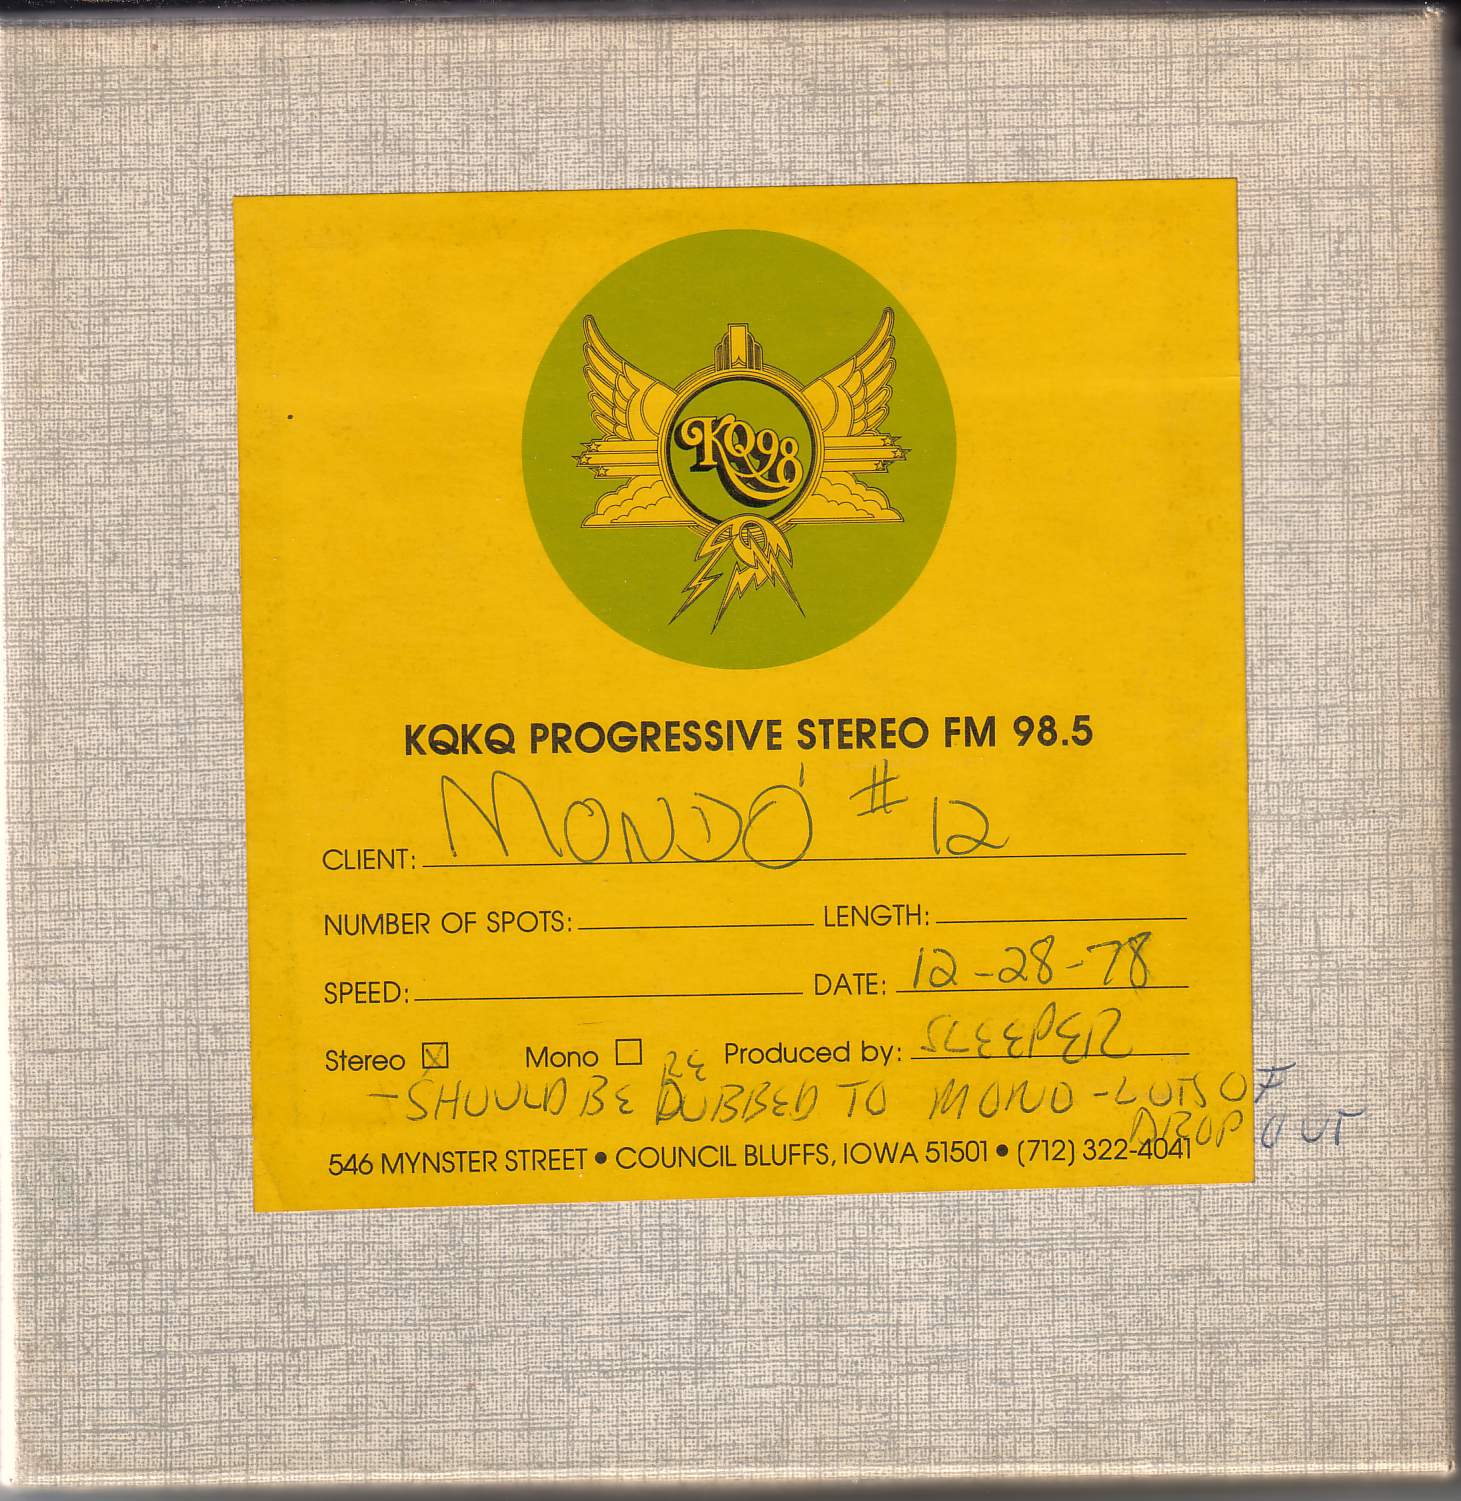 KQ98
KQKQ PROGRESSIVE STEREO FM 98.5
CLIENT: MONDO #12
NUMBER OF SPOTS: LENGTH:
SPEED: DATE: 12-28-78
Stereo ☑ Mono ☐ Produced by: SLEEPER
RE
- SHOULD BE DUBBED TO MONO - LOTS OF
DROP OUT
546 MYNSTER STREET • COUNCIL BLUFFS, IOWA 51501 • (712) 322-4041